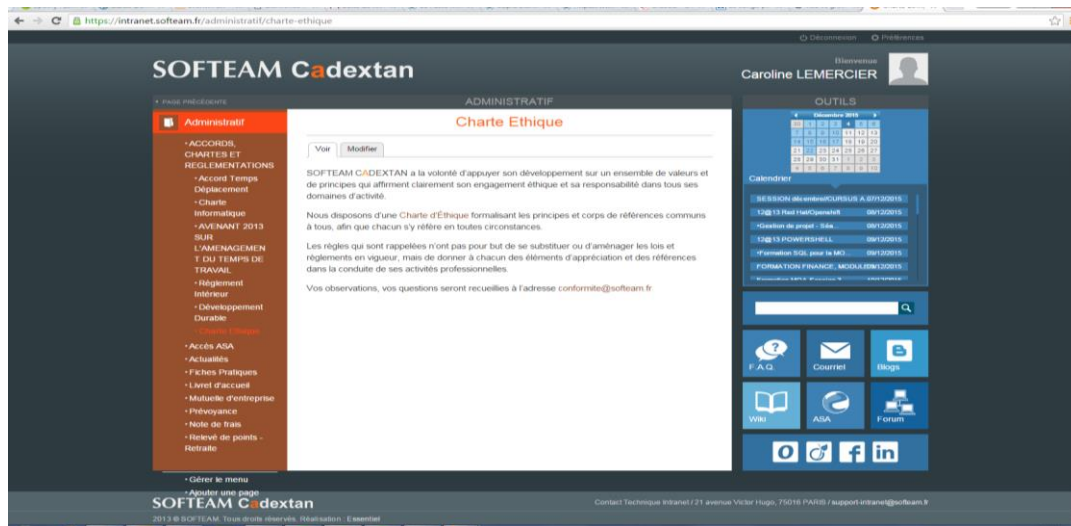 https://intranet.softeam.fr/administratif/charte-ethique
Déconnexion Préférences
SOFTEAM Cadextan
Bienvenue
Caroline LEMERCIER
PAGE PRÉCÉDENTE
ADMINISTRATIF
OUTILS
Administratif
ACCORDS,
CHARTES ET
REGLEMENTATIONS
Accord Temps
Déplacement
Charte
Informatique
AVENANT 2013
SUR
L'AMENAGEMEN
T DU TEMPS DE
TRAVAIL
Règlement
Intérieur
Développement
Durable
Charte Ethique
Accès ASA
Actualités
Fiches Pratiques
Livret d'accueil
Mutuelle d'entreprise
Prévoyance
Note de frais
Relevé de points -
Retraite
Gérer le menu
Ajouter une page
Charte Ethique
Voir Modifier
SOFTEAM CADEXTAN a la volonté d'appuyer son développement sur un ensemble de valeurs et
de principes qui affirment clairement son engagement éthique et sa responsabilité dans tous ses
domaines d'activité.
Nous disposons d'une Charte d'Éthique formalisant les principes et corps de références communs
à tous, afin que chacun s'y réfère en toutes circonstances.
Les règles qui sont rappelées n'ont pas pour but de se substituer ou d'aménager les lois et
règlements en vigueur, mais de donner à chacun des éléments d'appréciation et des références
dans la conduite de ses activités professionnelles.
Vos observations, vos questions seront recueillies à l'adresse conformite@softeam.fr
Décembre 2015
Calendrier
SESSION décembre/CURSUS A 07/12/2015
12@13 Red Hat/Openshift 08/12/2015
Gestion de projet - Séa... 08/12/2015
12@13 POWERSHELL 09/12/2015
Formation SQL pour la MO... 09/12/2015
FORMATION FINANCE, MODULE 09/12/2015
F.A.Q. Courriel Blogs
Wiki ASA Forum
SOFTEAM Cadextan
2013 © SOFTEAM. Tous droits réservés. Réalisation : Essentiel
Contact Technique Intranet / 21 avenue Victor Hugo, 75016 PARIS / support-intranet@softeam.fr